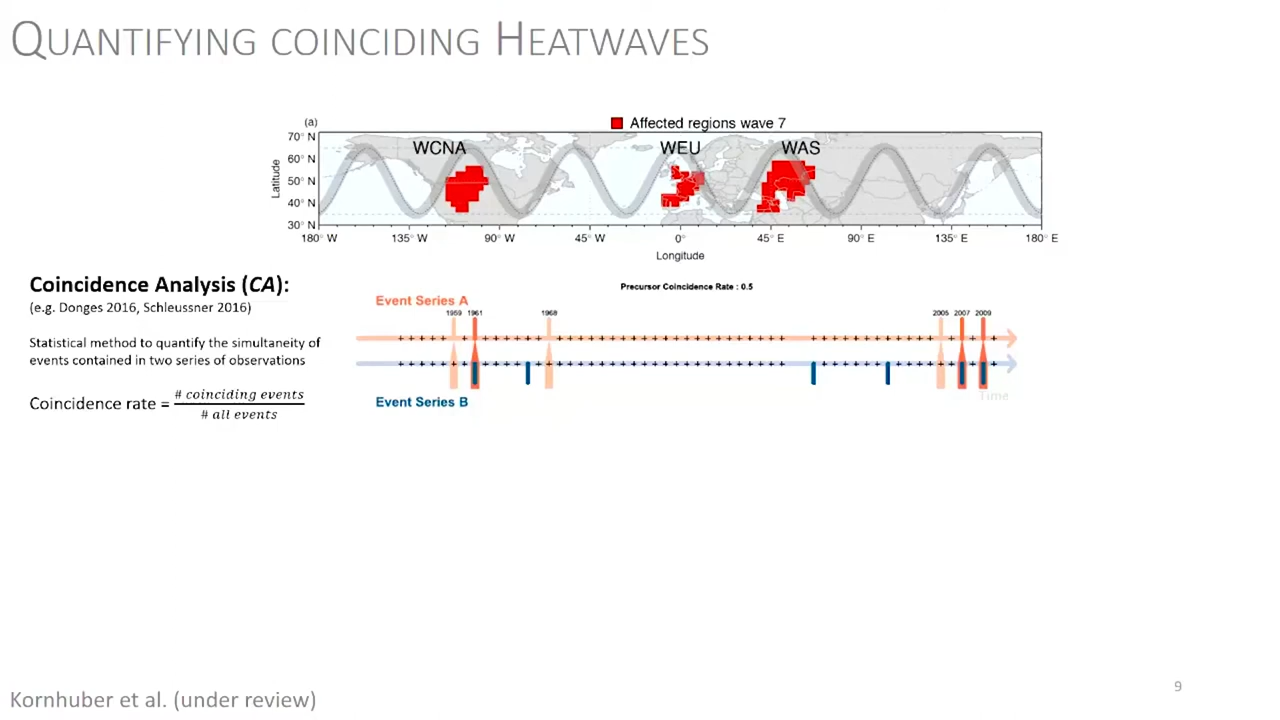 QUANTIFYING COINCIDING HEATWAVES
(a)
Affected regions wave 7
70° N
60° N
50° N
40° N
30° N
Latitude
WCNA
WEU
WAS
180° W
135° W
90° W
45° W
0°
45° E
90° E
135° E
180° E
Longitude
Coincidence Analysis (CA):
(e.g. Donges 2016, Schleussner 2016)
Statistical method to quantify the simultaneity of
events contained in two series of observations
Coincidence rate = # coinciding events
# all events
Precursor Coincidence Rate : 0.5
Event Series A
1959
1961
1968
2005
2007
2009
Time
Event Series B
Kornhuber et al. (under review)
9